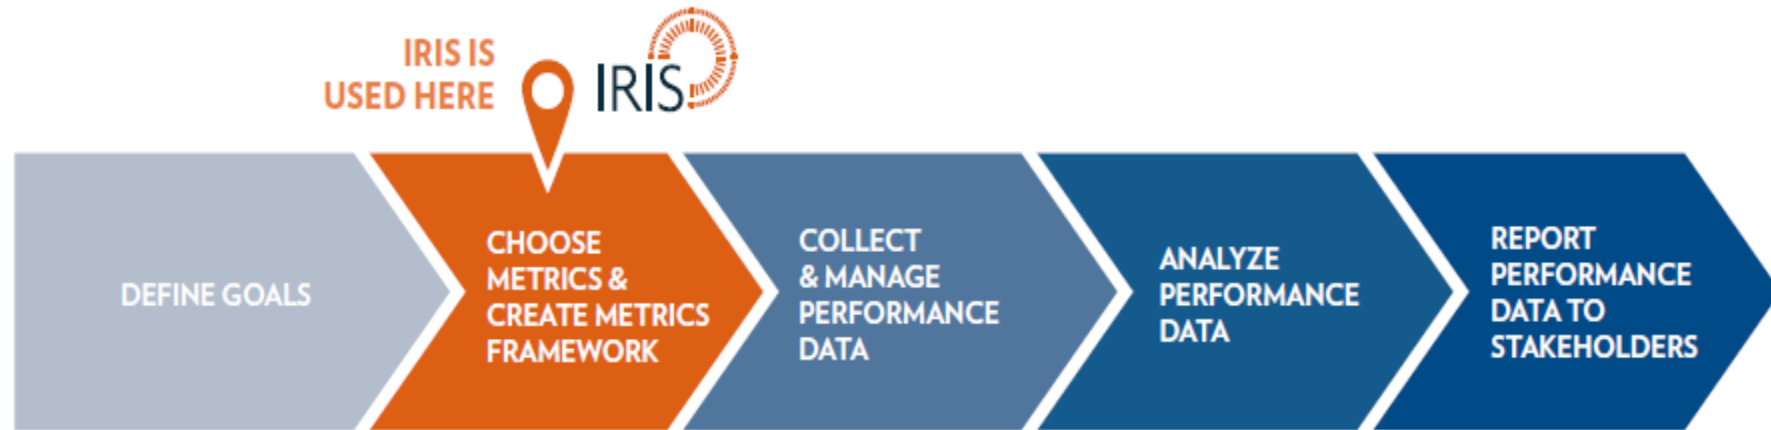 IRIS IS
USED HERE
IRIS
DEFINE GOALS
CHOOSE
METRICS &
CREATE METRICS
FRAMEWORK
COLLECT
& MANAGE
PERFORMANCE
DATA
ANALYZE
PERFORMANCE
DATA
REPORT
PERFORMANCE
DATA TO
STAKEHOLDERS